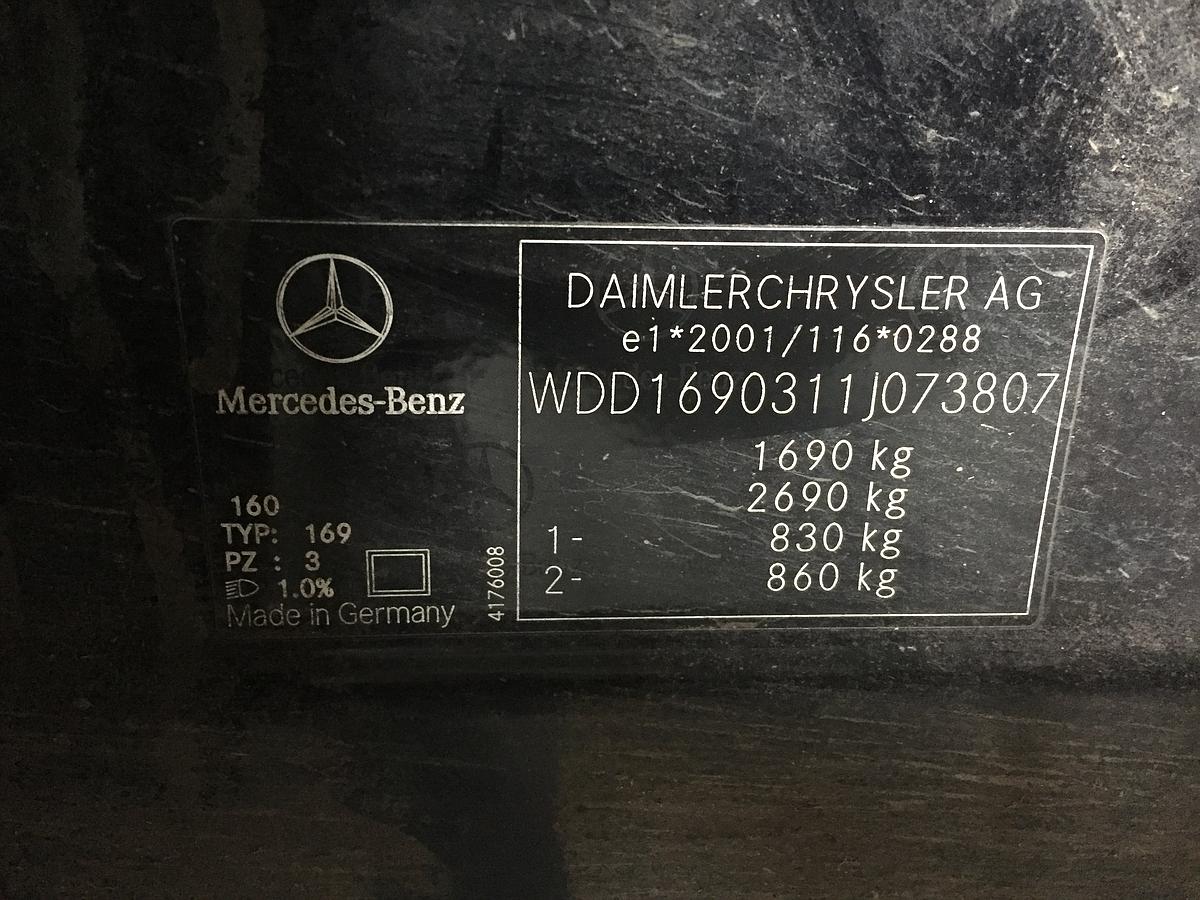 Mercedes-Benz
160
TYP: 169
PZ : 3
1.0%
Made in Germany
4176008
DAIMLERCHRYSLER AG
e1*2001/116*0288
WDD1690311J073807
1690 kg
2690 kg
1- 830 kg
2- 860 kg